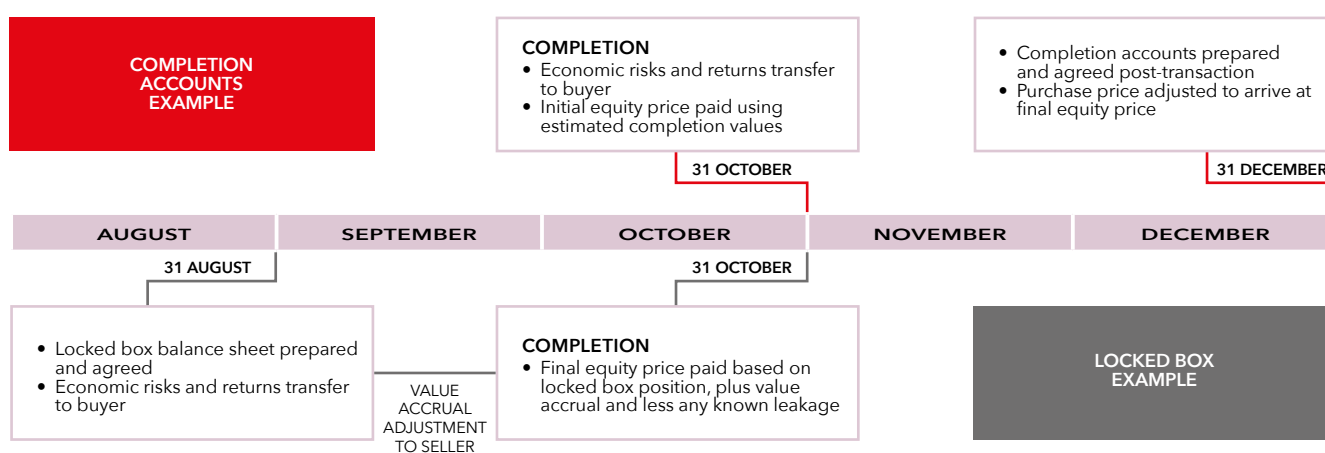 COMPLETION
ACCOUNTS
EXAMPLE
COMPLETION
• Economic risks and returns transfer
to buyer
• Initial equity price paid using
estimated completion values
• Completion accounts prepared
and agreed post-transaction
• Purchase price adjusted to arrive at
final equity price
31 OCTOBER
31 DECEMBER
AUGUST
SEPTEMBER
OCTOBER
NOVEMBER
DECEMBER
31 AUGUST
31 OCTOBER
• Locked box balance sheet prepared
and agreed
• Economic risks and returns transfer
to buyer
VALUE
ACCRUAL
ADJUSTMENT
TO SELLER
COMPLETION
• Final equity price paid based on
locked box position, plus value
accrual and less any known leakage
LOCKED BOX
EXAMPLE